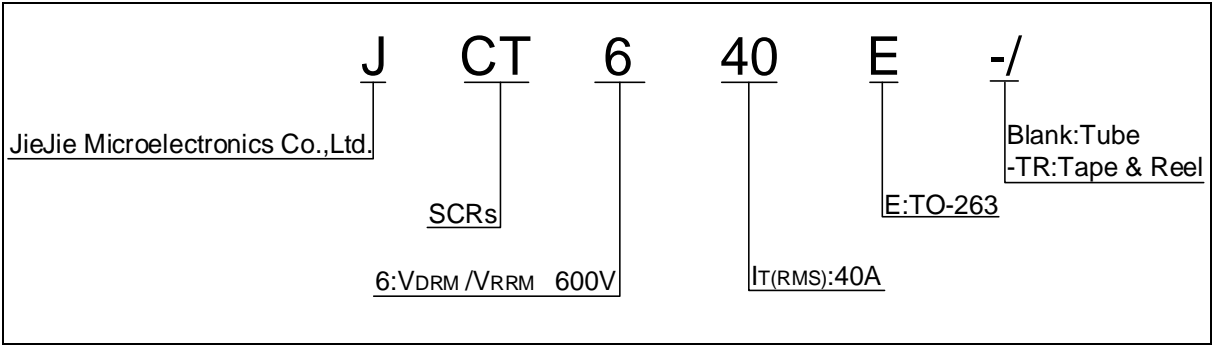 J CT 6 40 E -/
JieJie Microelectronics Co.,Ltd.
Blank:Tube
-TR:Tape & Reel
SCRs
E:TO-263
6:VDRM /VRRM 600V
IT(RMS):40A